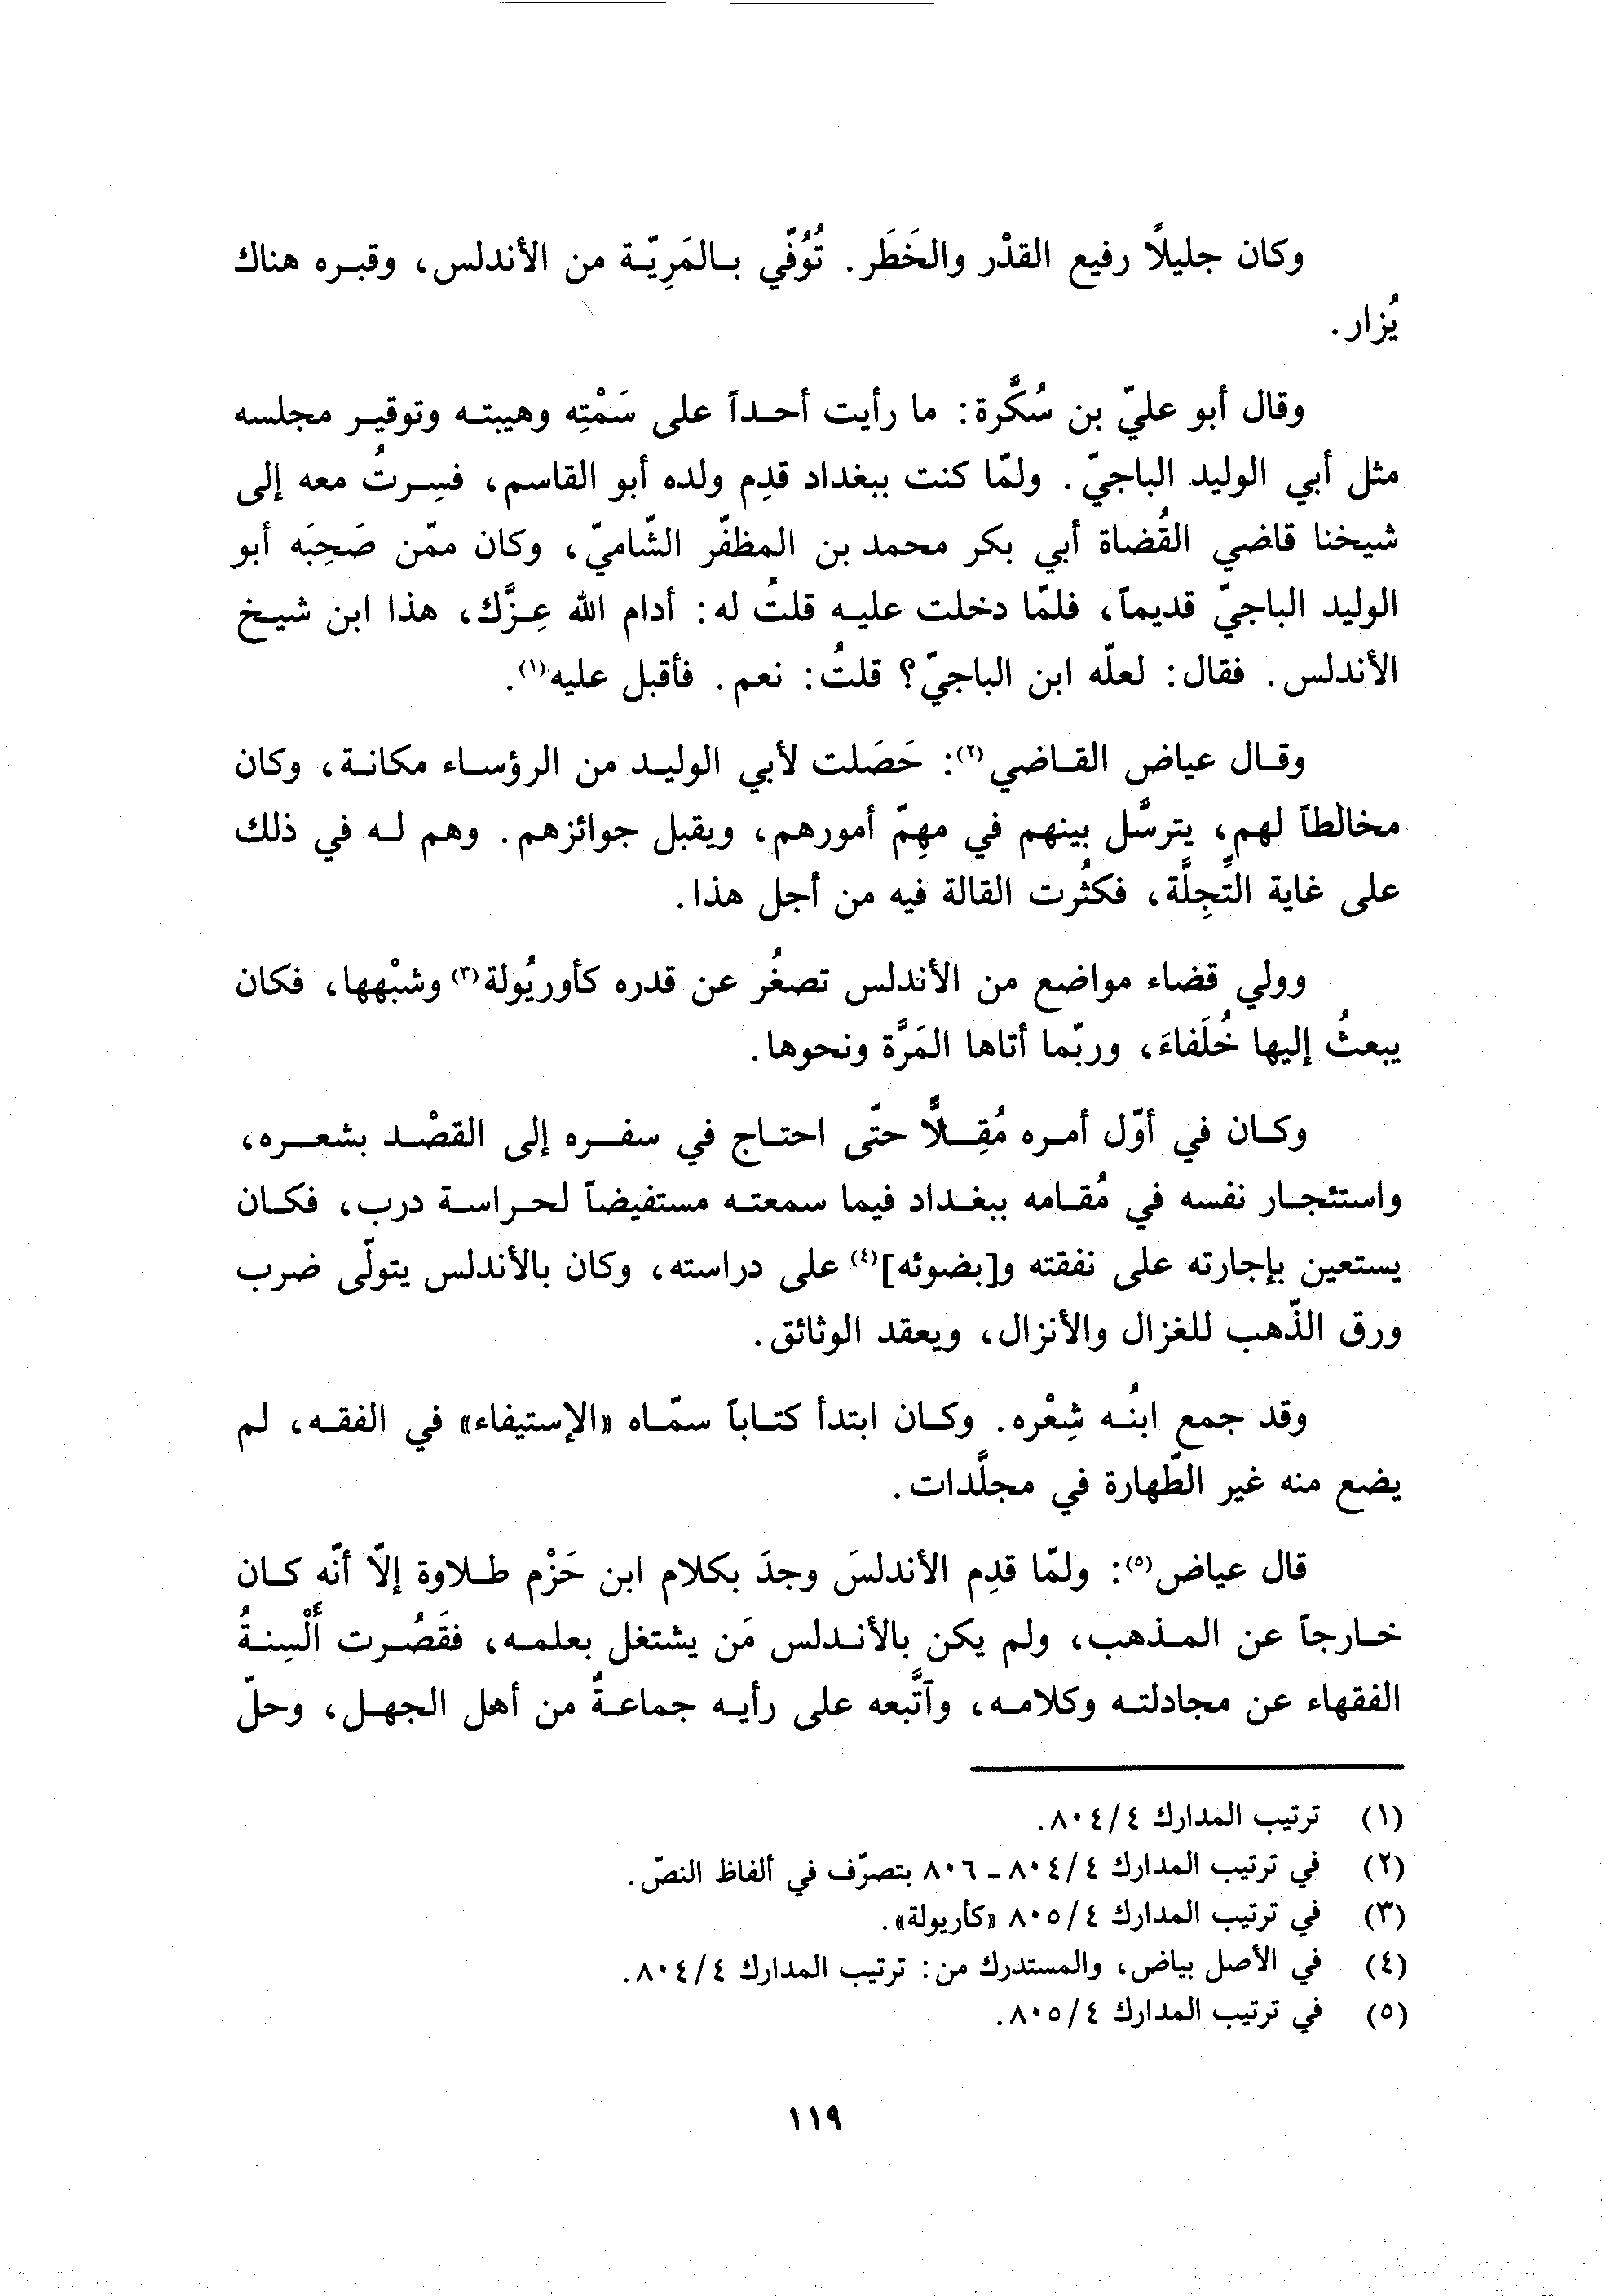 وكان جليلًا رفيع القدْر والخَطَر. تُوُفّي بالمَرِيّة من الأندلس، وقبره هناك
يُزار.
وقال أبو عليّ بن سُكَّرة: ما رأيت أحداً على سَمْتِه وهيبته وتوقير مجلسه
مثل أبي الوليد الباجيّ. ولمّا كنت ببغداد قدِم ولده أبو القاسم، فسِرتُ معه إلى
شيخنا قاضي القُضاة أبي بكر محمد بن المظفّر الشّاميّ، وكان ممّن صَحِبَه أبو
الوليد الباجيّ قديماً، فلمّا دخلت عليه قلتُ له: أدام الله عِزَّك، هذا ابن شيخ
الأندلس. فقال: لعلّه ابن الباجيّ؟ قلتُ: نعم. فأقبل عليه(١).
وقال عياض القاضي(٢): حَصَلت لأبي الوليد من الرؤساء مكانة، وكان
مخالطاً لهم، يترسَّل بينهم في مهِمّ أمورهم، ويقبل جوائزهم. وهم له في ذلك
على غاية التِّجِلَّة، فكثُرت القالة فيه من أجل هذا.
وولي قضاء مواضع من الأندلس تصغُر عن قدره كأوريُولة(٣) وشبْهها، فكان
يبعثُ إليها خُلَفاءَ، وربّما أتاها المَرَّة ونحوها.
وكان في أوّل أمره مُقِلًّا حتّى احتاج في سفره إلى القصْد بشعره،
واستئجار نفسه في مُقامه ببغداد فيما سمعته مستفيضاً لحراسة درب، فكان
يستعين بإجارته على نفقته و[بضوئه](٤) على دراسته، وكان بالأندلس يتولّى ضرب
ورق الذّهب للغزال والأنزال، ويعقد الوثائق.
وقد جمع ابنُه شِعْره. وكان ابتدأ كتاباً سمّاه «الإستيفاء» في الفقه، لم
يضع منه غير الطّهارة في مجلَّدات.
قال عياض(٥): ولمّا قدِم الأندلسَ وجدَ بكلام ابن حَزْم طلاوة إلّا أنّه كان
خارجاً عن المذهب، ولم يكن بالأندلس مَن يشتغل بعلمه، فقَصُرت أَلْسِنةُ
الفقهاء عن مجادلته وكلامه، وٱتَّبعه على رأيه جماعةٌ من أهل الجهل، وحلّ
(١) ترتيب المدارك ٨٠٤/٤.
(٢) في ترتيب المدارك ٨٠٤/٤ - ٨٠٦ بتصرّف في ألفاظ النصّ.
(٣) في ترتيب المدارك ٨٠٥/٤ «كأريولة».
(٤) في الأصل بياض، والمستدرك من: ترتيب المدارك ٨٠٤/٤.
(٥) في ترتيب المدارك ٨٠٥/٤.
١١٩